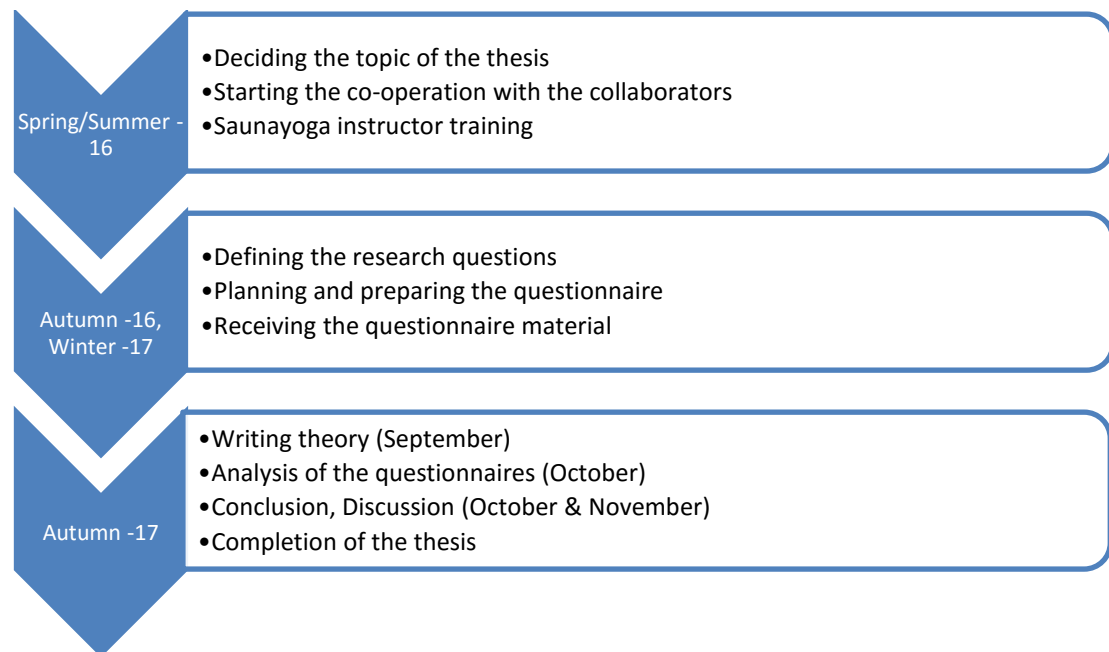 Spring/Summer -
16
•Deciding the topic of the thesis
•Starting the co-operation with the collaborators
•Saunayoga instructor training
Autumn -16,
Winter -17
•Defining the research questions
•Planning and preparing the questionnaire
•Receiving the questionnaire material
Autumn -17
•Writing theory (September)
•Analysis of the questionnaires (October)
•Conclusion, Discussion (October & November)
•Completion of the thesis